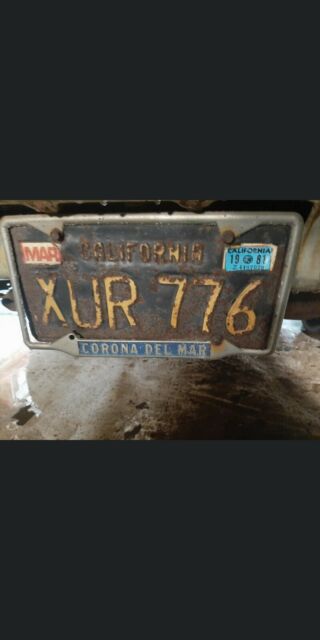 MAR
CALIFORNIA
CALIFORNIA
19 81
XUR 776
CORONA DEL MAR